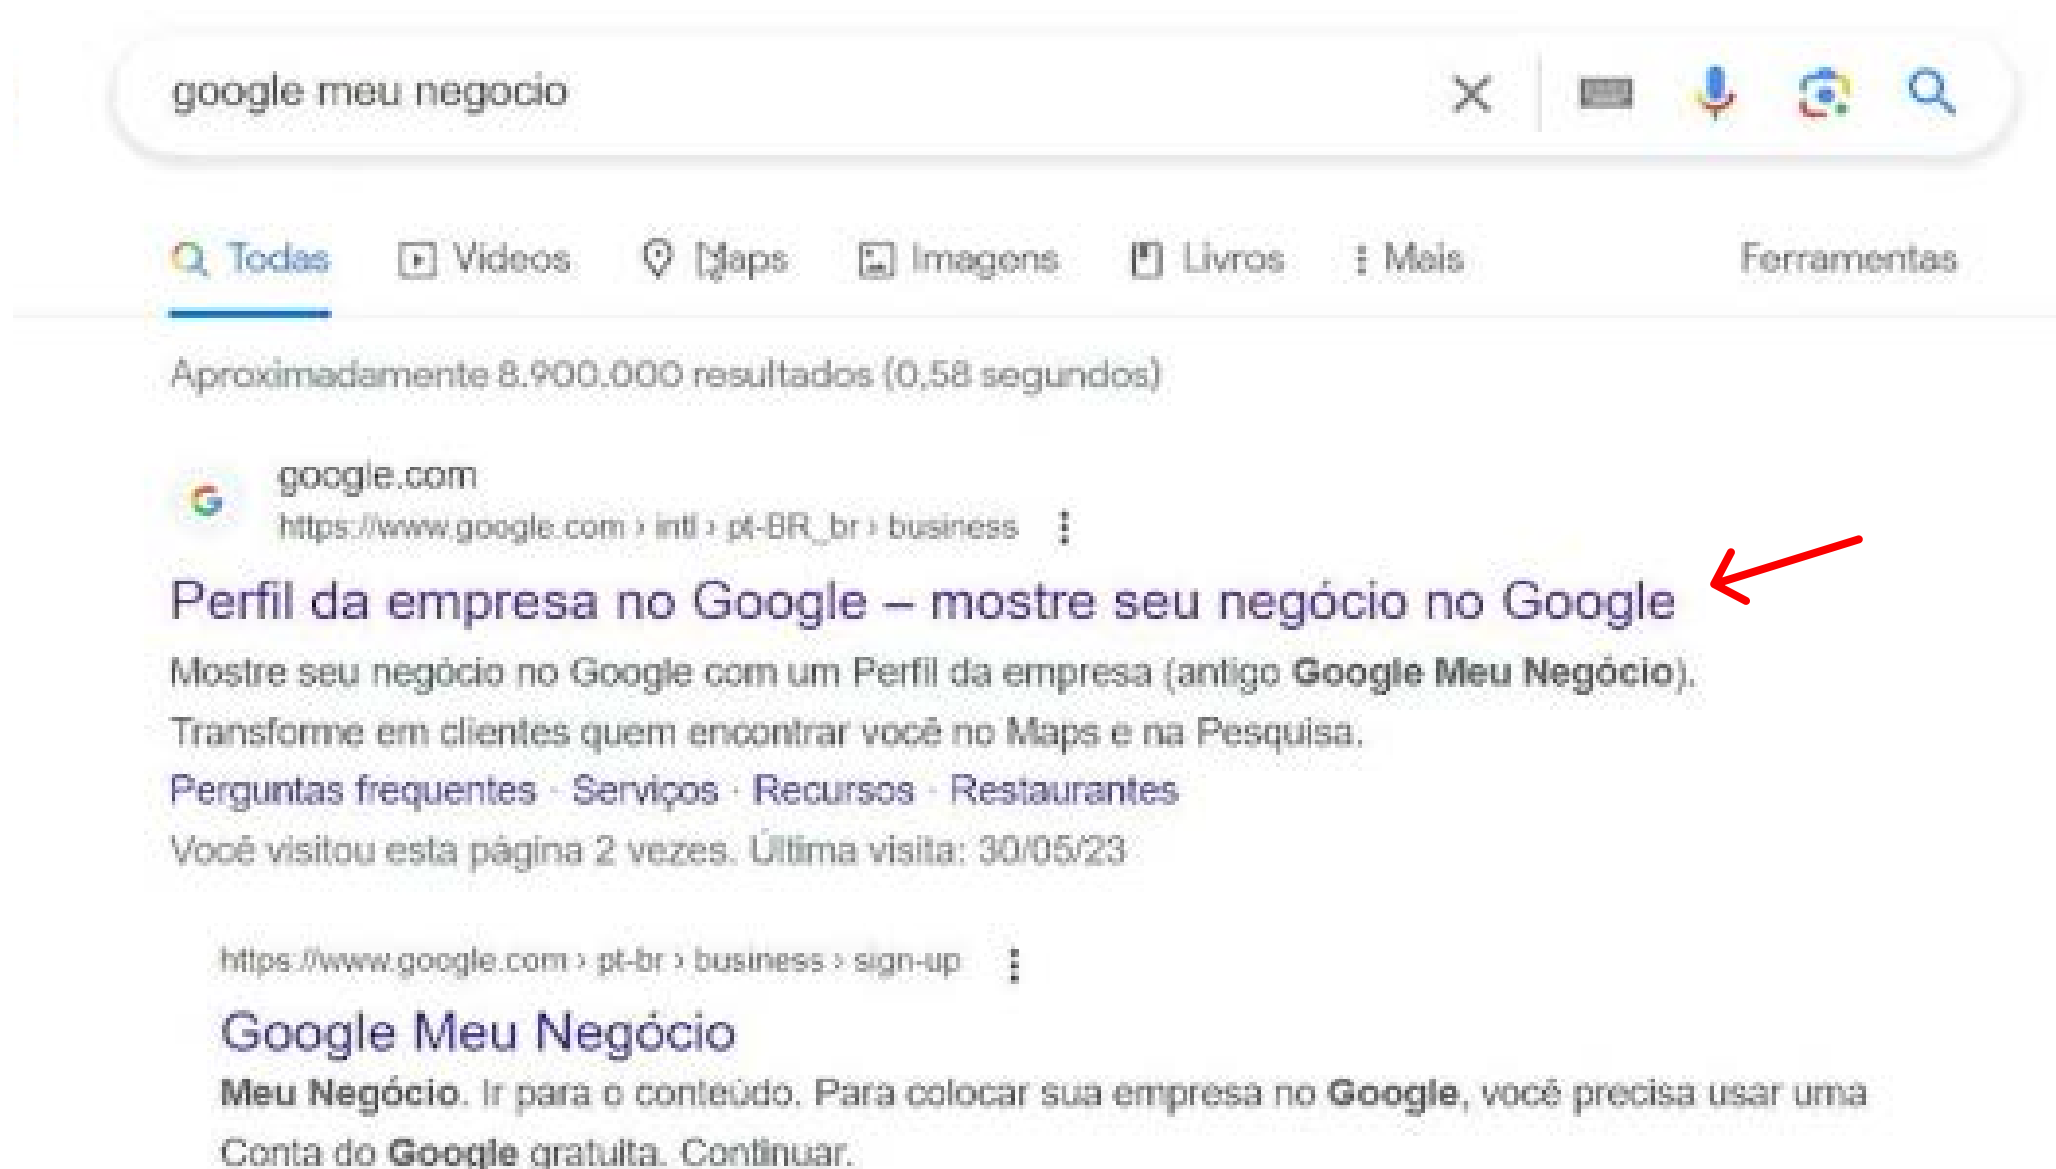 google meu negocio
Todas Videos Maps Imagens Livros Mais Ferramentas
Aproximadamente 8.900.000 resultados (0,58 segundos)
google.com
https://www.google.com › intl › pt-BR_br › business
Perfil da empresa no Google – mostre seu negócio no Google
Mostre seu negócio no Google com um Perfil da empresa (antigo Google Meu Negócio).
Transforme em clientes quem encontrar você no Maps e na Pesquisa.
Perguntas frequentes · Serviços · Recursos · Restaurantes
Você visitou esta página 2 vezes. Última visita: 30/05/23
https://www.google.com › pt-br › business › sign-up
Google Meu Negócio
Meu Negócio. Ir para o conteúdo. Para colocar sua empresa no Google, você precisa usar uma
Conta do Google gratuita. Continuar.